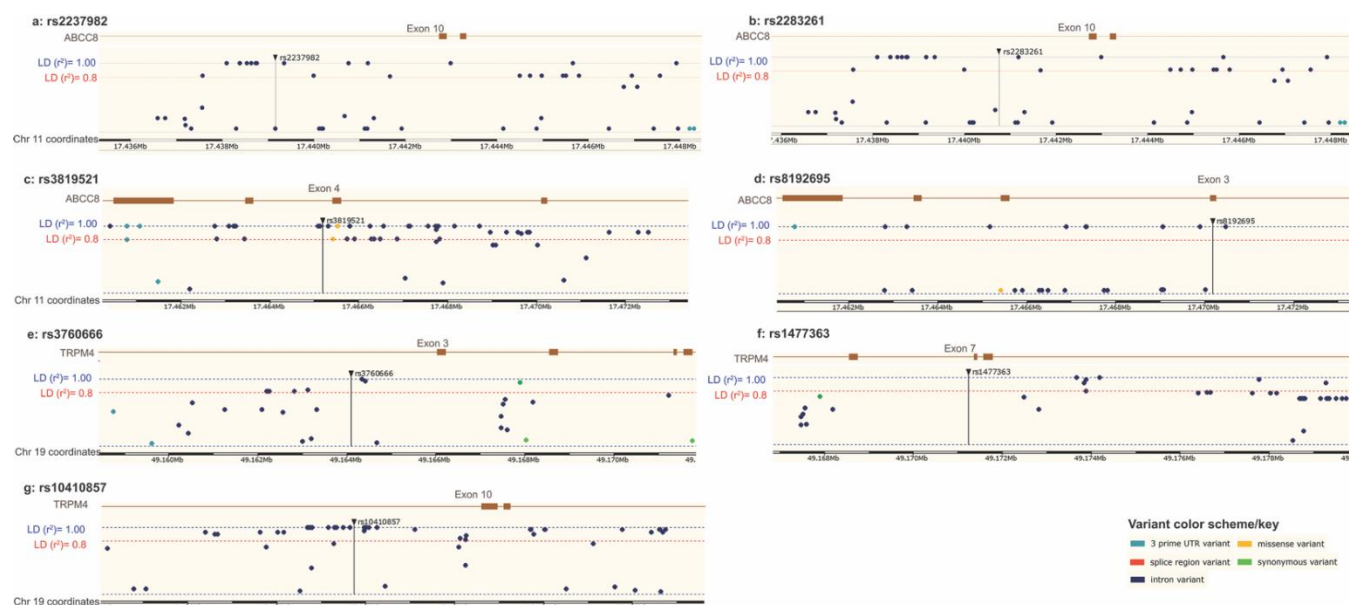 a: rs2237982
Exon 10
ABCC8
LD (r²)= 1.00
rs2237982
LD (r²)= 0.8
Chr 11 coordinates
17.436Mb 17.438Mb 17.440Mb 17.442Mb 17.444Mb 17.446Mb 17.448Mb
b: rs2283261
Exon 10
ABCC8
LD (r²)= 1.00
rs2283261
LD (r²)= 0.8
Chr 11 coordinates
17.436Mb 17.438Mb 17.440Mb 17.442Mb 17.444Mb 17.446Mb 17.448Mb
c: rs3819521
Exon 4
ABCC8
LD (r²)= 1.00
rs3819521
LD (r²)= 0.8
Chr 11 coordinates
17.462Mb 17.464Mb 17.466Mb 17.468Mb 17.470Mb 17.472Mb
d: rs8192695
Exon 3
ABCC8
LD (r²)= 1.00
rs8192695
LD (r²)= 0.8
17.462Mb 17.464Mb 17.466Mb 17.468Mb 17.470Mb 17.472Mb
e: rs3760666
Exon 3
TRPM4
LD (r²)= 1.00
rs3760666
LD (r²)= 0.8
Chr 19 coordinates
49.160Mb 49.162Mb 49.164Mb 49.166Mb 49.168Mb 49.170Mb 49.
f: rs1477363
Exon 7
TRPM4
LD (r²)= 1.00
rs1477363
LD (r²)= 0.8
49.168Mb 49.170Mb 49.172Mb 49.174Mb 49.176Mb 49.178Mb 49.
g: rs10410857
Exon 10
TRPM4
LD (r²)= 1.00
rs10410857
LD (r²)= 0.8
Chr 19 coordinates
Variant color scheme/key
3 prime UTR variant
missense variant
splice region variant
synonymous variant
intron variant